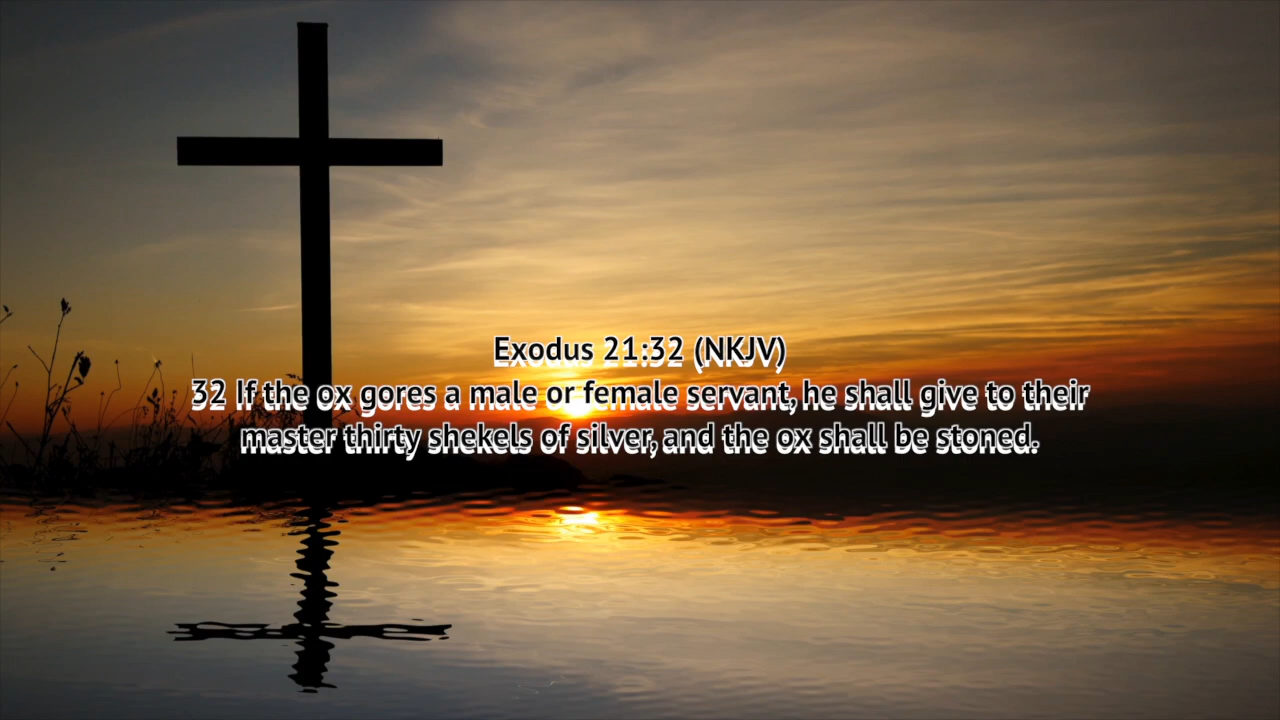 Exodus 21:32 (NKJV)
32 If the ox gores a male or female servant, he shall give to their
master thirty shekels of silver, and the ox shall be stoned.